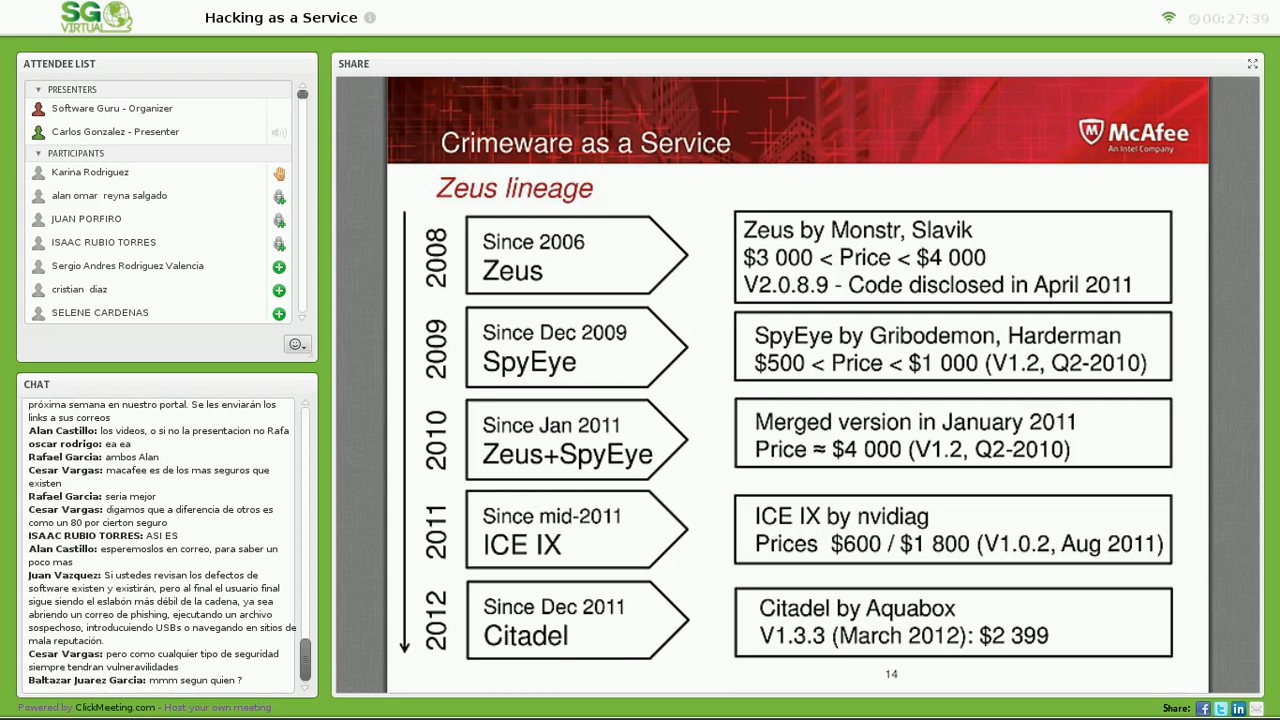 SG
VIRTUAL
Hacking as a Service
00:27:39
ATTENDEE LIST
PRESENTERS
Software Guru - Organizer
Carlos Gonzalez - Presenter
PARTICIPANTS
Karina Rodriguez
alan omar reyna salgado
JUAN PORFIRO
ISAAC RUBIO TORRES
Sergio Andres Rodriguez Valencia
cristian diaz
SELENE CARDENAS
CHAT
próxima semana en nuestro portal. Se les enviarán los
links a sus correos
Alan Castillo: los videos, o si no la presentacion no Rafa
oscar rodrigo: ea ea
Rafael Garcia: ambos Alan
Cesar Vargas: macafee es de los mas seguros que
existen
Rafael Garcia: seria mejor
Cesar Vargas: digamos que a diferencia de otros es
como un 80 por cierton seguro
ISAAC RUBIO TORRES: ASI ES
Alan Castillo: esperemoslos en correo, para saber un
poco mas
Juan Vazquez: Si ustedes revisan los defectos de
software existen y existirán, pero al final el usuario final
sigue siendo el eslabón más débil de la cadena, ya sea
abriendo un correo de phishing, ejecutando un archivo
sospechoso, introduciuiendo USBs o navegando en sitios de
mala reputación.
Cesar Vargas: pero como cualquier tipo de seguridad
siempre tendran vulneravilidades
Baltazar Juarez Garcia: mmm segun quien ?
SHARE
Crimeware as a Service
McAfee
An Intel Company
Zeus lineage
2008
Since 2006
Zeus
Zeus by Monstr, Slavik
$3 000 < Price < $4 000
V2.0.8.9 - Code disclosed in April 2011
2009
Since Dec 2009
SpyEye
SpyEye by Gribodemon, Harderman
$500 < Price < $1 000 (V1.2, Q2-2010)
2010
Since Jan 2011
Zeus+SpyEye
Merged version in January 2011
Price ≈ $4 000 (V1.2, Q2-2010)
2011
Since mid-2011
ICE IX
ICE IX by nvidiag
Prices $600 / $1 800 (V1.0.2, Aug 2011)
2012
Since Dec 2011
Citadel
Citadel by Aquabox
V1.3.3 (March 2012): $2 399
14
Powered by ClickMeeting.com - Host your own meeting
Share: